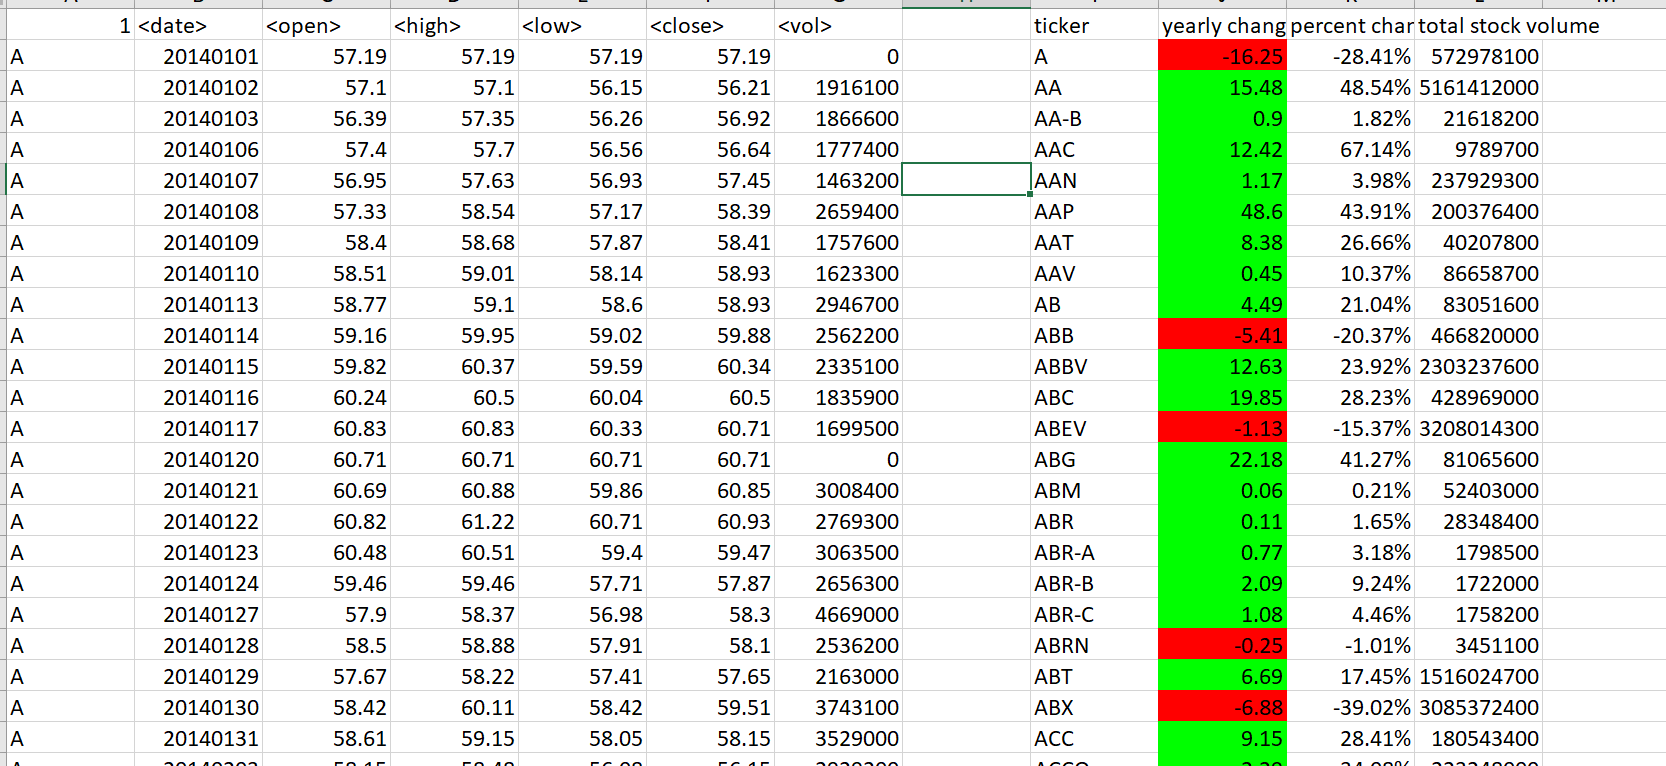 1 <date> <open> <high> <low> <close> <vol> ticker yearly chang percent char total stock volume
A 20140101 57.19 57.19 57.19 57.19 0 A -16.25 -28.41% 572978100
A 20140102 57.1 57.1 56.15 56.21 1916100 AA 15.48 48.54% 5161412000
A 20140103 56.39 57.35 56.26 56.92 1866600 AA-B 0.9 1.82% 21618200
A 20140106 57.4 57.7 56.56 56.64 1777400 AAC 12.42 67.14% 9789700
A 20140107 56.95 57.63 56.93 57.45 1463200 AAN 1.17 3.98% 237929300
A 20140108 57.33 58.54 57.17 58.39 2659400 AAP 48.6 43.91% 200376400
A 20140109 58.4 58.68 57.87 58.41 1757600 AAT 8.38 26.66% 40207800
A 20140110 58.51 59.01 58.14 58.93 1623300 AAV 0.45 10.37% 86658700
A 20140113 58.77 59.1 58.6 58.93 2946700 AB 4.49 21.04% 83051600
A 20140114 59.16 59.95 59.02 59.88 2562200 ABB -5.41 -20.37% 466820000
A 20140115 59.82 60.37 59.59 60.34 2335100 ABBV 12.63 23.92% 2303237600
A 20140116 60.24 60.5 60.04 60.5 1835900 ABC 19.85 28.23% 428969000
A 20140117 60.83 60.83 60.33 60.71 1699500 ABEV -1.13 -15.37% 3208014300
A 20140120 60.71 60.71 60.71 60.71 0 ABG 22.18 41.27% 81065600
A 20140121 60.69 60.88 59.86 60.85 3008400 ABM 0.06 0.21% 52403000
A 20140122 60.82 61.22 60.71 60.93 2769300 ABR 0.11 1.65% 28348400
A 20140123 60.48 60.51 59.4 59.47 3063500 ABR-A 0.77 3.18% 1798500
A 20140124 59.46 59.46 57.71 57.87 2656300 ABR-B 2.09 9.24% 1722000
A 20140127 57.9 58.37 56.98 58.3 4669000 ABR-C 1.08 4.46% 1758200
A 20140128 58.5 58.88 57.91 58.1 2536200 ABRN -0.25 -1.01% 3451100
A 20140129 57.67 58.22 57.41 57.65 2163000 ABT 6.69 17.45% 1516024700
A 20140130 58.42 60.11 58.42 59.51 3743100 ABX -6.88 -39.02% 3085372400
A 20140131 58.61 59.15 58.05 58.15 3529000 ACC 9.15 28.41% 180543400